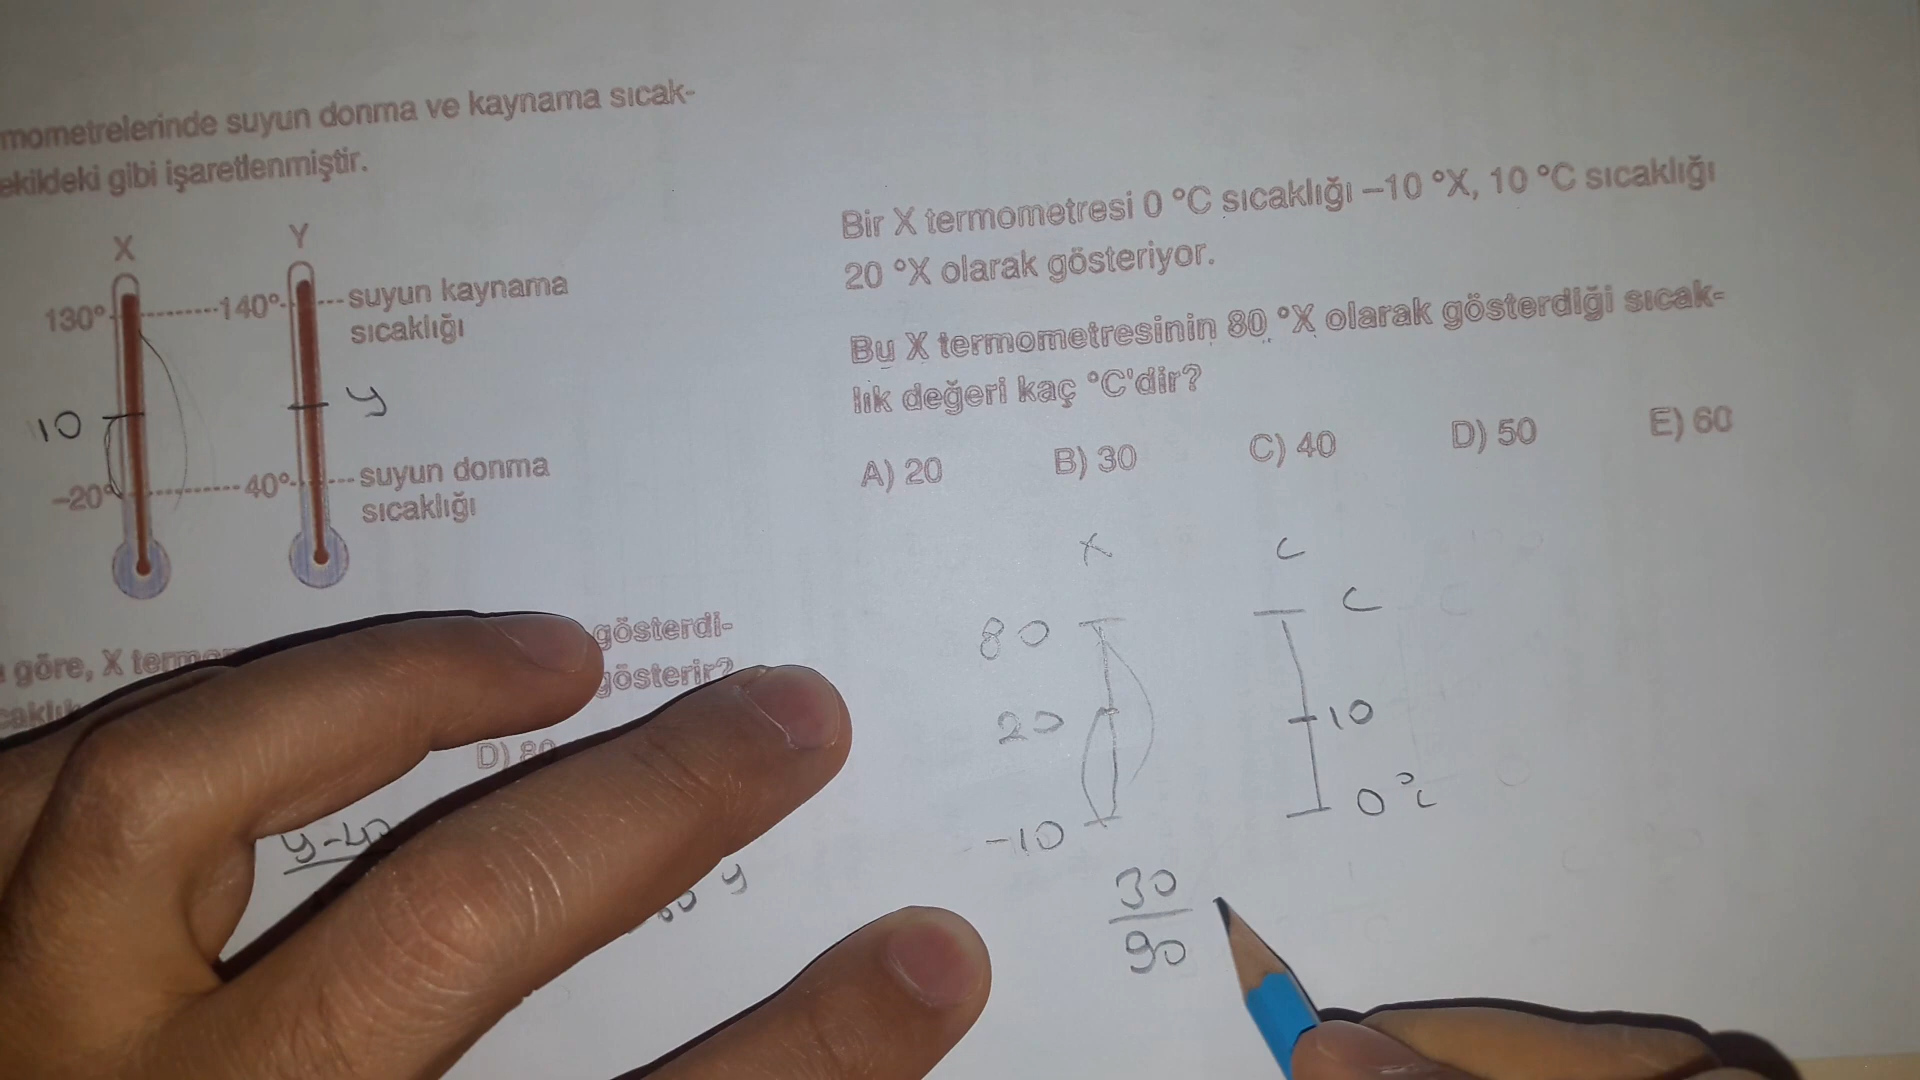 mometrelerinde suyun donma ve kaynama sıcak-
ekildeki gibi işaretlenmiştir.
X
Y
130°
140°
suyun kaynama
sıcaklığı
10
y
-20°
40°
suyun donma
sıcaklığı
göre, X
gösterdi-
gösterir?
D) 80
y-40
y
Bir X termometresi 0 °C sıcaklığı –10 °X, 10 °C sıcaklığı
20 °X olarak gösteriyor.
Bu X termometresinin 80 °X olarak gösterdiği sıcak-
lık değeri kaç °C'dir?
A) 20 B) 30 C) 40 D) 50 E) 60
X C
80 C
20 10
-10 0°C
30
90